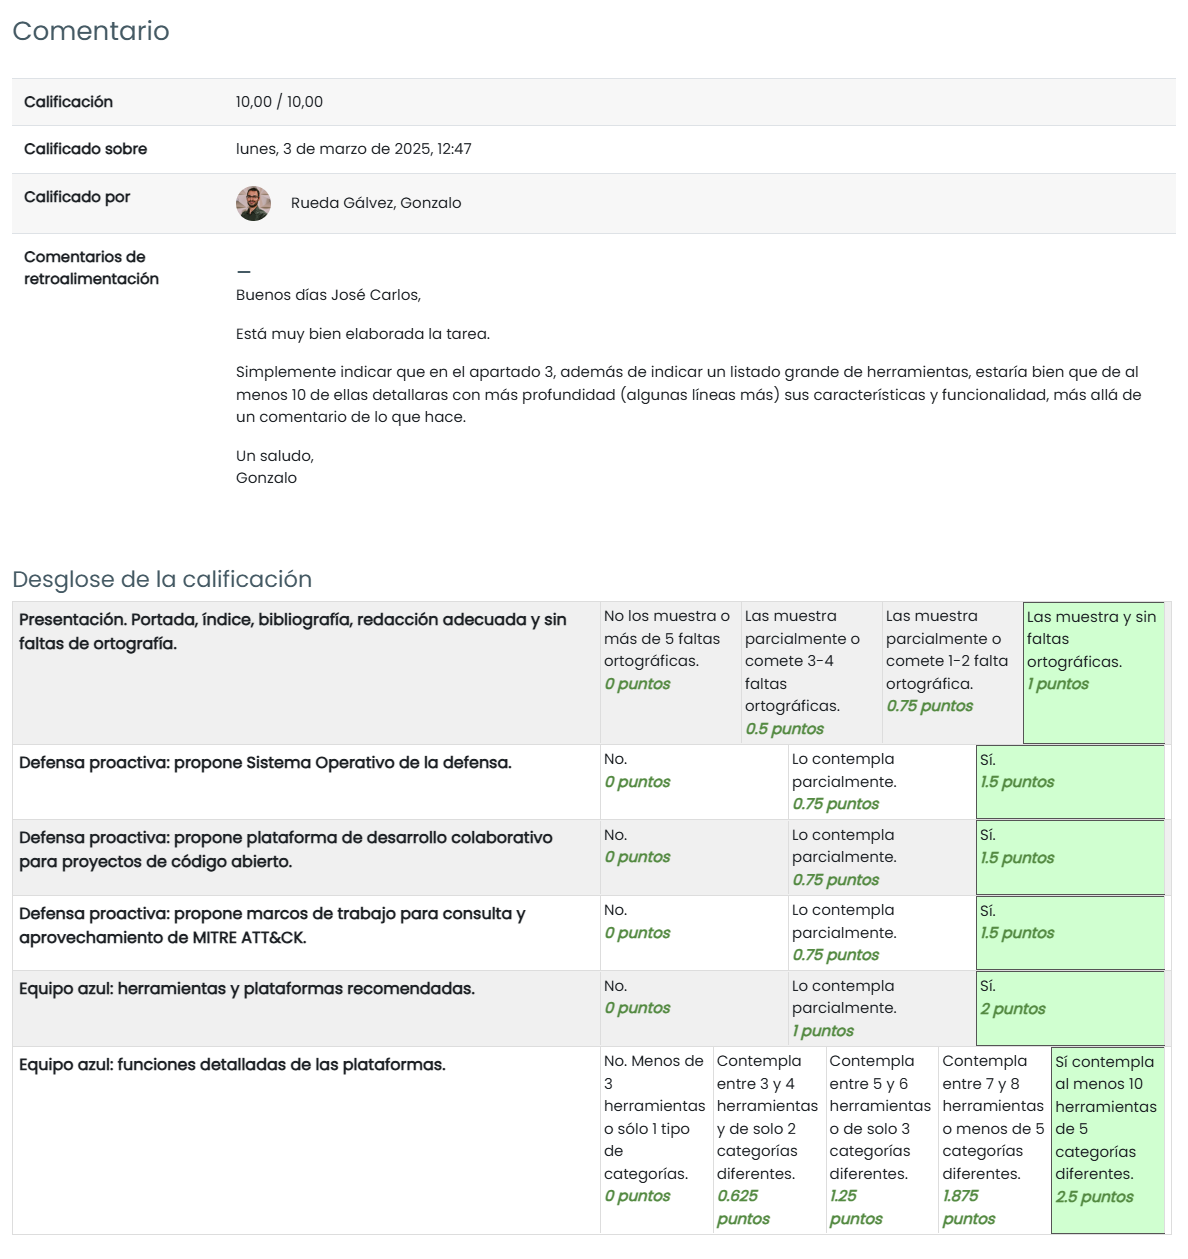 Comentario
Calificación
10,00 / 10,00
Calificado sobre
lunes, 3 de marzo de 2025, 12:47
Calificado por
Rueda Gálvez, Gonzalo
Comentarios de
retroalimentación
—
Buenos días José Carlos,
Está muy bien elaborada la tarea.
Simplemente indicar que en el apartado 3, además de indicar un listado grande de herramientas, estaría bien que de al
menos 10 de ellas detallaras con más profundidad (algunas líneas más) sus características y funcionalidad, más allá de
un comentario de lo que hace.
Un saludo,
Gonzalo
Desglose de la calificación
Presentación. Portada, índice, bibliografía, redacción adecuada y sin
faltas de ortografía.
No los muestra o
más de 5 faltas
ortográficas.
0 puntos
Las muestra
parcialmente o
comete 3-4
faltas
ortográficas.
0.5 puntos
Las muestra
parcialmente o
comete 1-2 falta
ortográfica.
0.75 puntos
Las muestra y sin
faltas
ortográficas.
1 puntos
Defensa proactiva: propone Sistema Operativo de la defensa.
No.
0 puntos
Lo contempla
parcialmente.
0.75 puntos
Sí.
1.5 puntos
Defensa proactiva: propone plataforma de desarrollo colaborativo
para proyectos de código abierto.
No.
0 puntos
Lo contempla
parcialmente.
0.75 puntos
Sí.
1.5 puntos
Defensa proactiva: propone marcos de trabajo para consulta y
aprovechamiento de MITRE ATT&CK.
No.
0 puntos
Lo contempla
parcialmente.
0.75 puntos
Sí.
1.5 puntos
Equipo azul: herramientas y plataformas recomendadas.
No.
0 puntos
Lo contempla
parcialmente.
1 puntos
Sí.
2 puntos
Equipo azul: funciones detalladas de las plataformas.
No. Menos de
3
herramientas
o sólo 1 tipo
de
categorías.
0 puntos
Contempla
entre 3 y 4
herramientas
y de solo 2
categorías
diferentes.
0.625
puntos
Contempla
entre 5 y 6
herramientas
o de solo 3
categorías
diferentes.
1.25
puntos
Contempla
entre 7 y 8
herramientas
o menos de 5
categorías
diferentes.
1.875
puntos
Sí contempla
al menos 10
herramientas
de 5
categorías
diferentes.
2.5 puntos